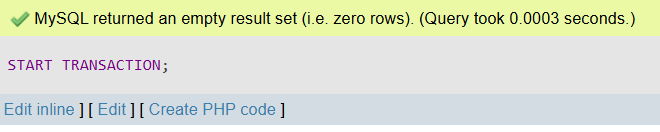 MySQL returned an empty result set (i.e. zero rows). (Query took 0.0003 seconds.)
START TRANSACTION;
Edit inline ] [ Edit ] [ Create PHP code ]